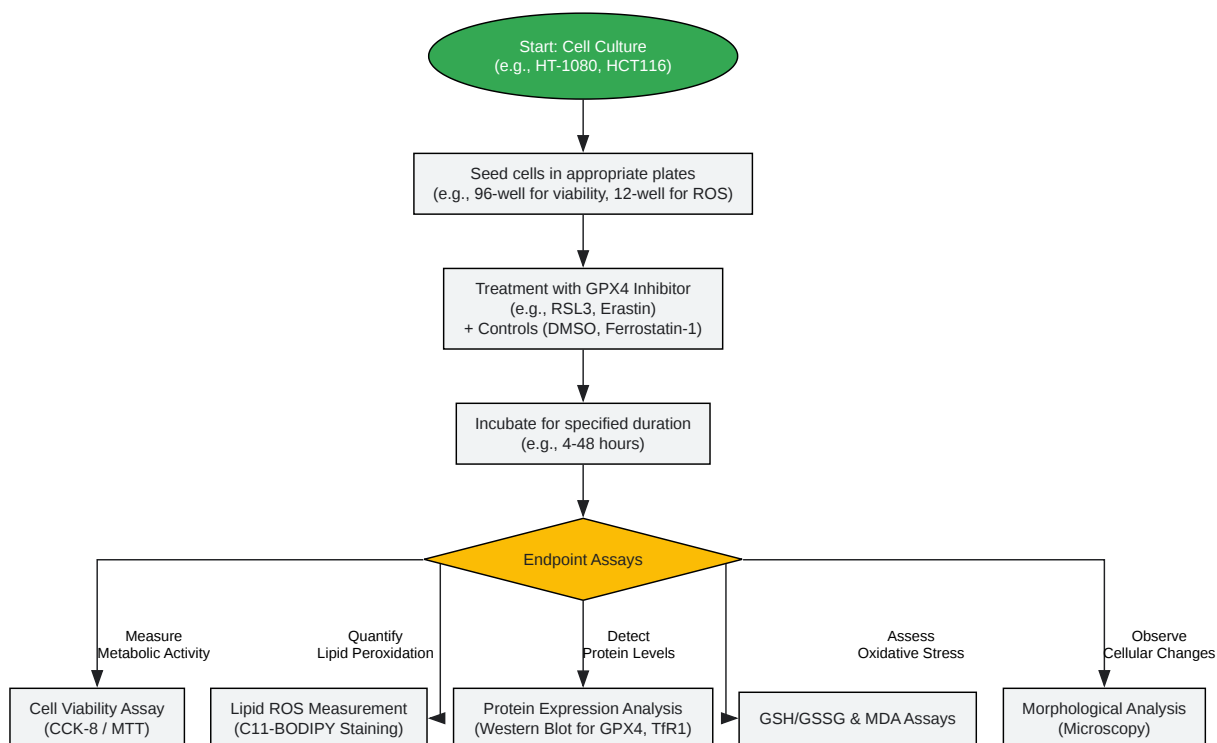 Start: Cell Culture
(e.g., HT-1080, HCT116)
Seed cells in appropriate plates
(e.g., 96-well for viability, 12-well for ROS)
Treatment with GPX4 Inhibitor
(e.g., RSL3, Erastin)
+ Controls (DMSO, Ferrostatin-1)
Incubate for specified duration
(e.g., 4-48 hours)
Endpoint Assays
Measure
Metabolic Activity
Quantify
Lipid Peroxidation
Detect
Protein Levels
Assess
Oxidative Stress
Observe
Cellular Changes
Cell Viability Assay
(CCK-8 / MTT)
Lipid ROS Measurement
(C11-BODIPY Staining)
Protein Expression Analysis
(Western Blot for GPX4, TfR1)
GSH/GSSG & MDA Assays
Morphological Analysis
(Microscopy)